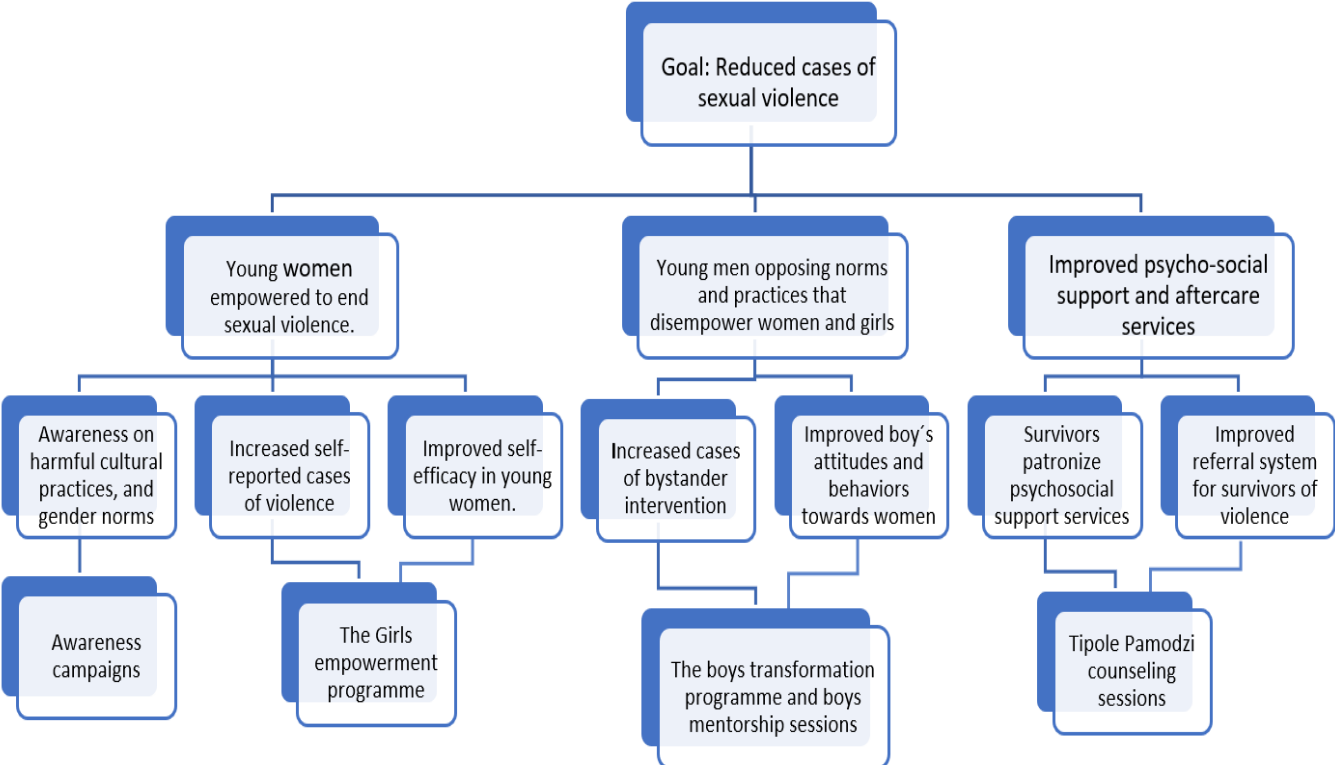 Goal: Reduced cases of
sexual violence
Young women
empowered to end
sexual violence.
Young men opposing norms
and practices that
disempower women and girls
Improved psycho-social
support and aftercare
services
Awareness on
harmful cultural
practices, and
gender norms
Increased self-
reported cases
of violence
Improved self-
efficacy in young
women.
Increased cases
of bystander
intervention
Improved boy´s
attitudes and
behaviors
towards women
Survivors
patronize
psychosocial
support services
Improved
referral system
for survivors of
violence
Awareness
campaigns
The Girls
empowerment
programme
The boys transformation
programme and boys
mentorship sessions
Tipole Pamodzi
counseling
sessions